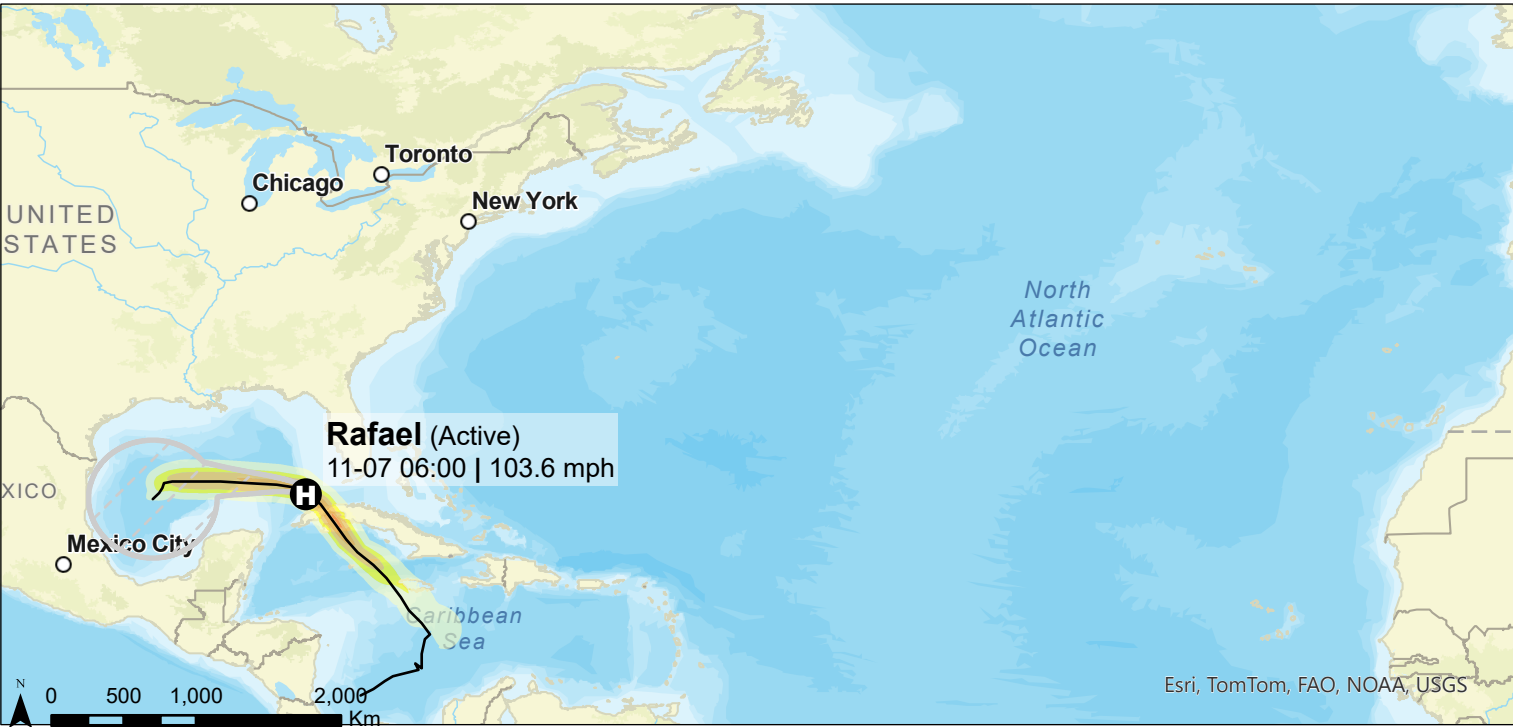 Toronto
Chicago
New York
UNITED
STATES
North
Atlantic
Ocean
Rafael (Active)
11-07 06:00 | 103.6 mph
H
XICO
Mexico City
Caribbean
Sea
N
0 500 1,000 2,000
Km
Esri, TomTom, FAO, NOAA, USGS